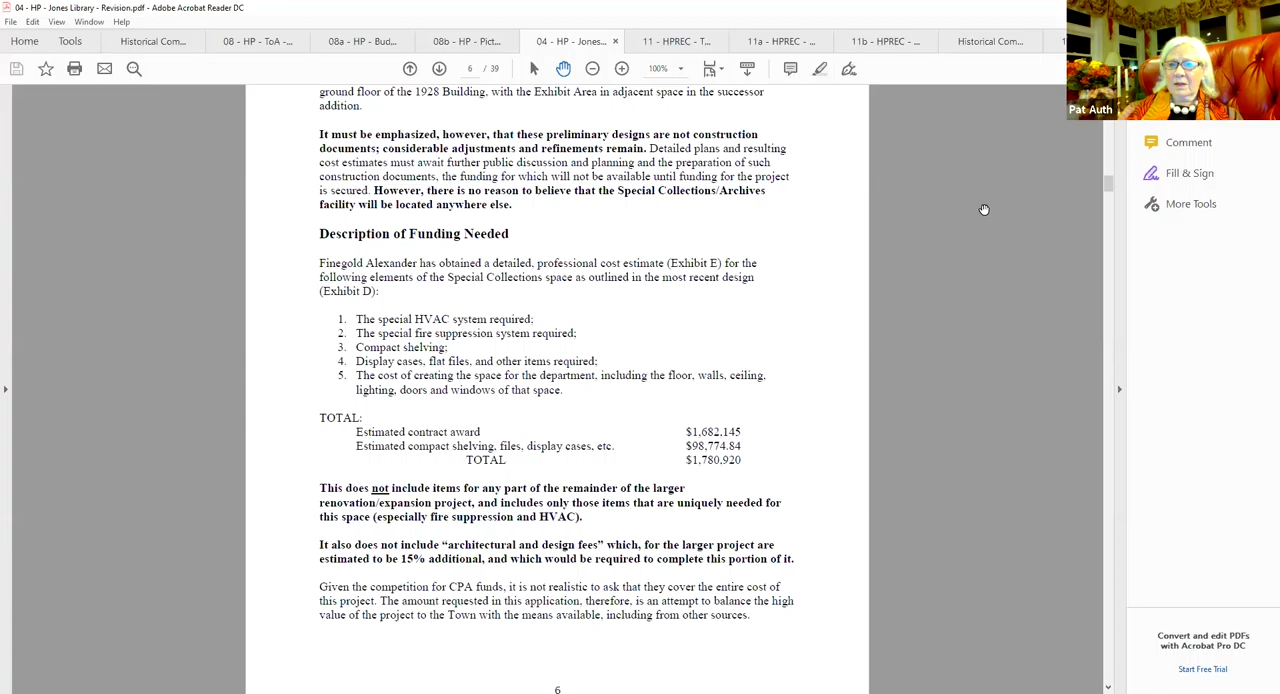 04 - HP - Jones Library - Revision.pdf - Adobe Acrobat Reader DC
File Edit View Window Help
Home Tools Historical Com... 08 - HP - ToA -... 08a - HP - Bud... 08b - HP - Pict... 04 - HP - Jones... × 11 - HPREC - T... 11a - HPREC - ... 11b - HPREC - ... Historical Com...
6 / 39 100%
Pat Auth
Comment
Fill & Sign
More Tools
ground floor of the 1928 Building, with the Exhibit Area in adjacent space in the successor
addition.
It must be emphasized, however, that these preliminary designs are not construction
documents; considerable adjustments and refinements remain. Detailed plans and resulting
cost estimates must await further public discussion and planning and the preparation of such
construction documents, the funding for which will not be available until funding for the project
is secured. However, there is no reason to believe that the Special Collections/Archives
facility will be located anywhere else.
Description of Funding Needed
Finegold Alexander has obtained a detailed, professional cost estimate (Exhibit E) for the
following elements of the Special Collections space as outlined in the most recent design
(Exhibit D):
1. The special HVAC system required;
2. The special fire suppression system required;
3. Compact shelving;
4. Display cases, flat files, and other items required;
5. The cost of creating the space for the department, including the floor, walls, ceiling,
lighting, doors and windows of that space.
TOTAL:
Estimated contract award $1,682,145
Estimated compact shelving, files, display cases, etc. $98,774.84
TOTAL $1,780,920
This does not include items for any part of the remainder of the larger
renovation/expansion project, and includes only those items that are uniquely needed for
this space (especially fire suppression and HVAC).
It also does not include “architectural and design fees” which, for the larger project are
estimated to be 15% additional, and which would be required to complete this portion of it.
Given the competition for CPA funds, it is not realistic to ask that they cover the entire cost of
this project. The amount requested in this application, therefore, is an attempt to balance the high
value of the project to the Town with the means available, including from other sources.
6
Convert and edit PDFs
with Acrobat Pro DC
Start Free Trial